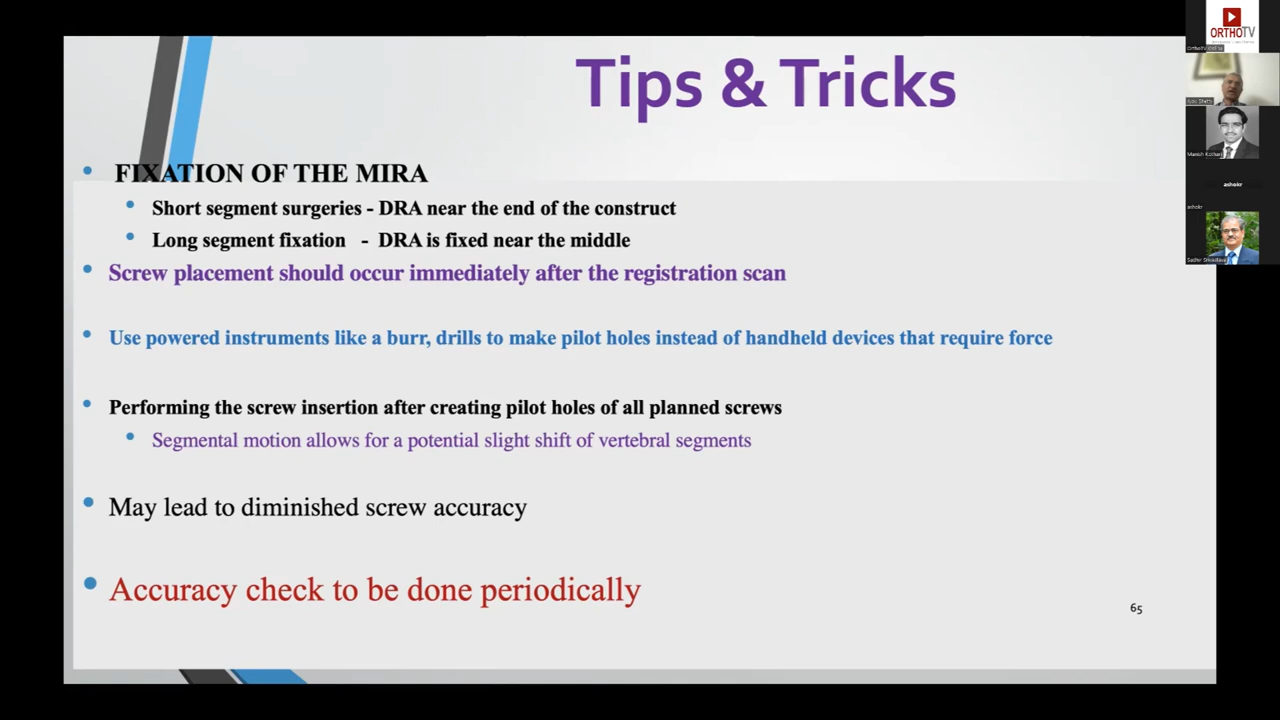 Tips & Tricks
FIXATION OF THE MIRA
Short segment surgeries - DRA near the end of the construct
Long segment fixation - DRA is fixed near the middle
Screw placement should occur immediately after the registration scan
Use powered instruments like a burr, drills to make pilot holes instead of handheld devices that require force
Performing the screw insertion after creating pilot holes of all planned screws
Segmental motion allows for a potential slight shift of vertebral segments
May lead to diminished screw accuracy
Accuracy check to be done periodically
65
ORTHOTV
Manish Kothari
ashokr
ashokr